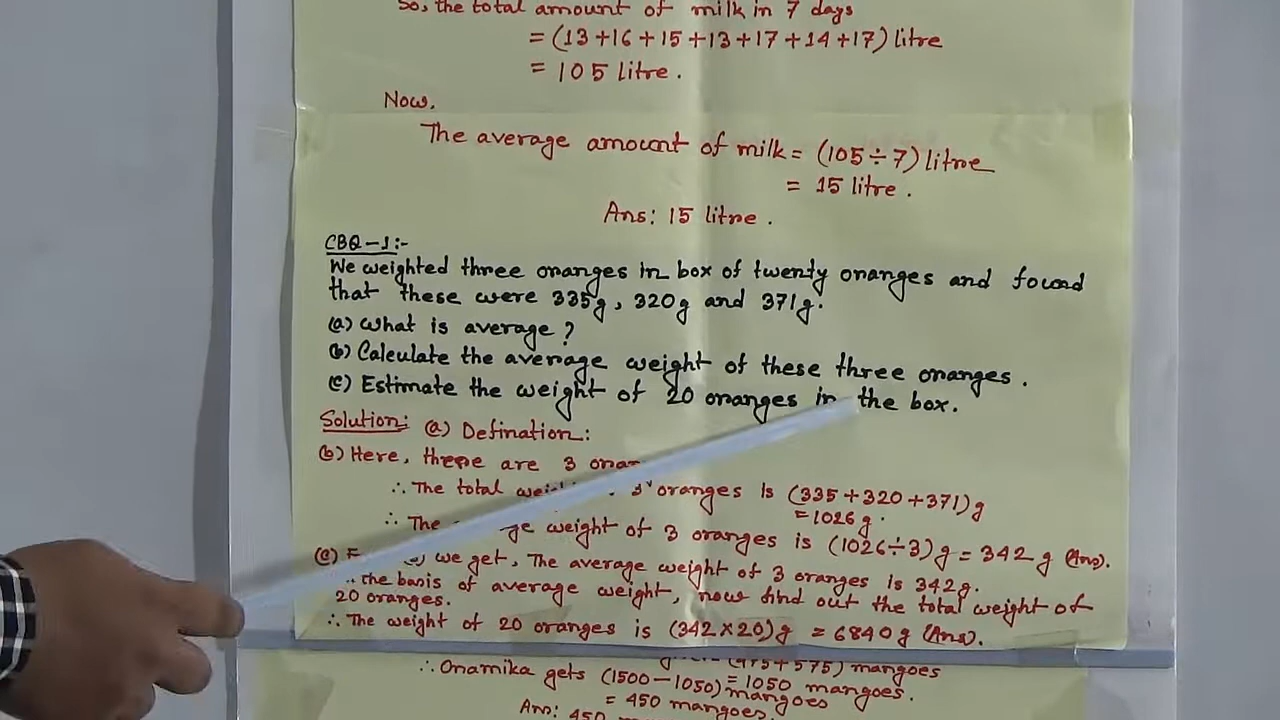 So, the total amount of milk in 7 days
= (13+16+15+13+17+14+17) litre
= 105 litre.
Now,
The average amount of milk = (105÷7) litre
= 15 litre.
Ans: 15 litre.
CBQ-1:-
We weighted three oranges in box of twenty oranges and found
that these were 335g, 320g and 371g.
(a) What is average?
(b) Calculate the average weight of these three oranges.
(c) Estimate the weight of 20 oranges in the box.
Solution: (a) Defination:
(b) Here, there are 3
∴ The total 3 oranges is (335+320+371)g
= 1026 g.
∴ The weight of 3 oranges is (1026÷3) g = 342 g (Ans).
(c) we get, The average weight of 3 oranges is 342g.
the basis of average weight, now find out the total weight of
20 oranges.
∴ The weight of 20 oranges is (342×20)g = 6840 g (Ans).
(475+575) mangoes
= 1050 mangoes.
∴ Onamika gets (1500-1050) mangoes
= 450 mangoes
Ans: 450